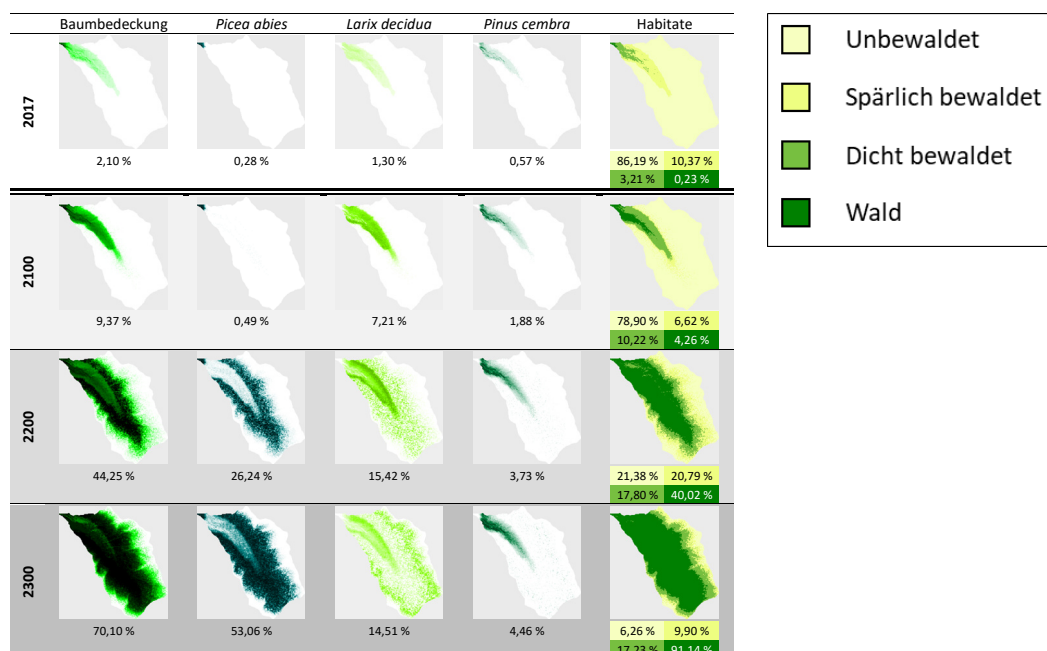 Baumbedeckung Picea abies Larix decidua Pinus cembra Habitate
2017
2,10 % 0,28 % 1,30 % 0,57 % 86,19 % 10,37 %
3,21 % 0,23 %
2100
9,37 % 0,49 % 7,21 % 1,88 % 78,90 % 6,62 %
10,22 % 4,26 %
2200
44,25 % 26,24 % 15,42 % 3,73 % 21,38 % 20,79 %
17,80 % 40,02 %
2300
70,10 % 53,06 % 14,51 % 4,46 % 6,26 % 9,90 %
17,23 % 91,14 %
Unbewaldet
Spärlich bewaldet
Dicht bewaldet
Wald